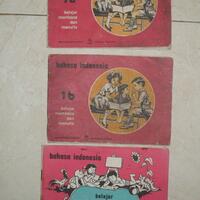 belajar
membaca
dan
menulis
bahasa indonesia
1b
belajar
membaca
dan
menulis
bahasa indonesia
belajar